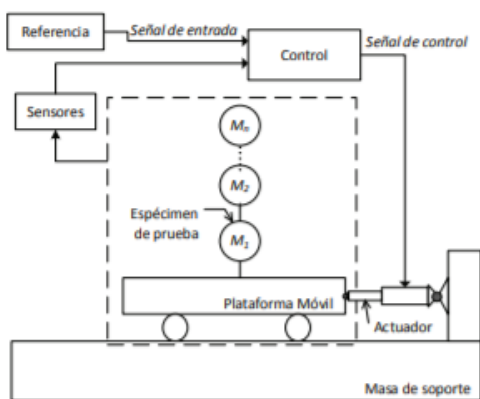 Referencia
Señal de entrada
Control
Señal de control
Sensores
Mn
M2
Espécimen
de prueba
M1
Plataforma Móvil
Actuador
Masa de soporte